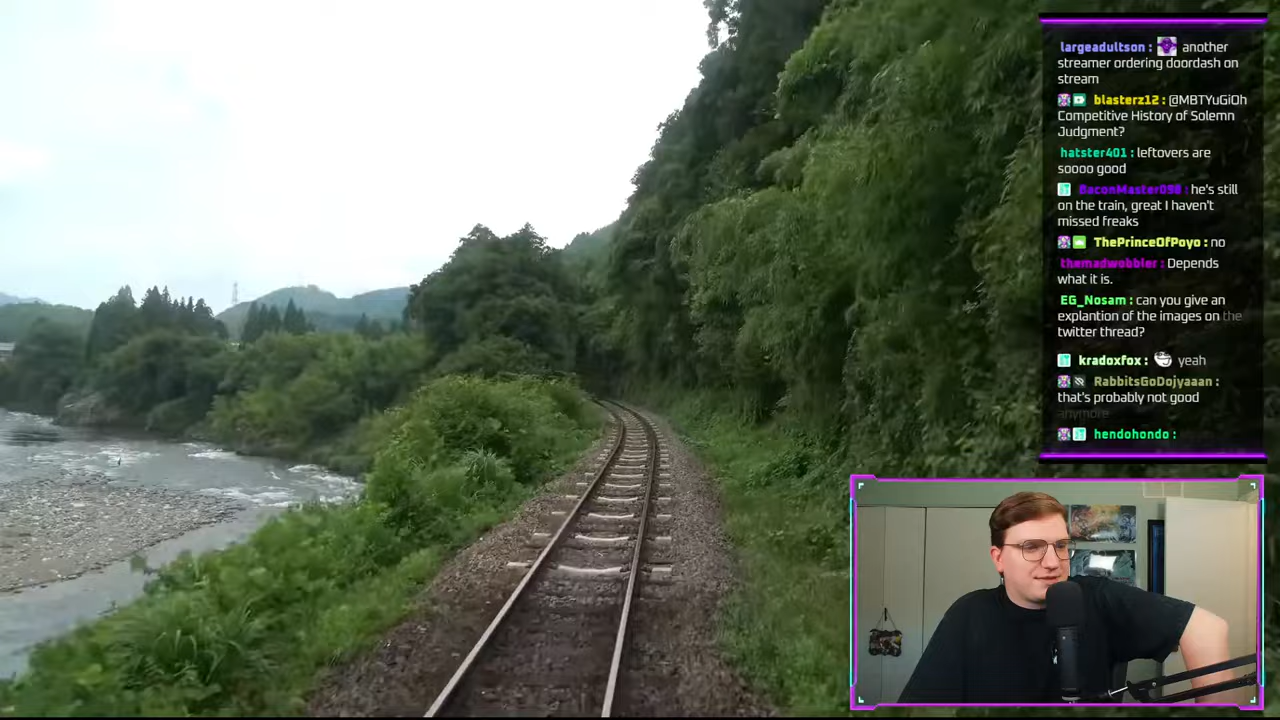 largeadultson : another
streamer ordering doordash on
stream
blasterz12 : @MBTYuGiOh
Competitive History of Solemn
Judgment?
hatster401 : leftovers are
soooo good
BaconMaster098 : he's still
on the train, great I haven't
missed freaks
ThePrinceOfPoyo : no
themadwobbler : Depends
what it is.
EG_Nosam : can you give an
explantion of the images on the
twitter thread?
kradoxfox : yeah
RabbitsGoDojyaaan :
that's probably not good
anymore
hendohondo :